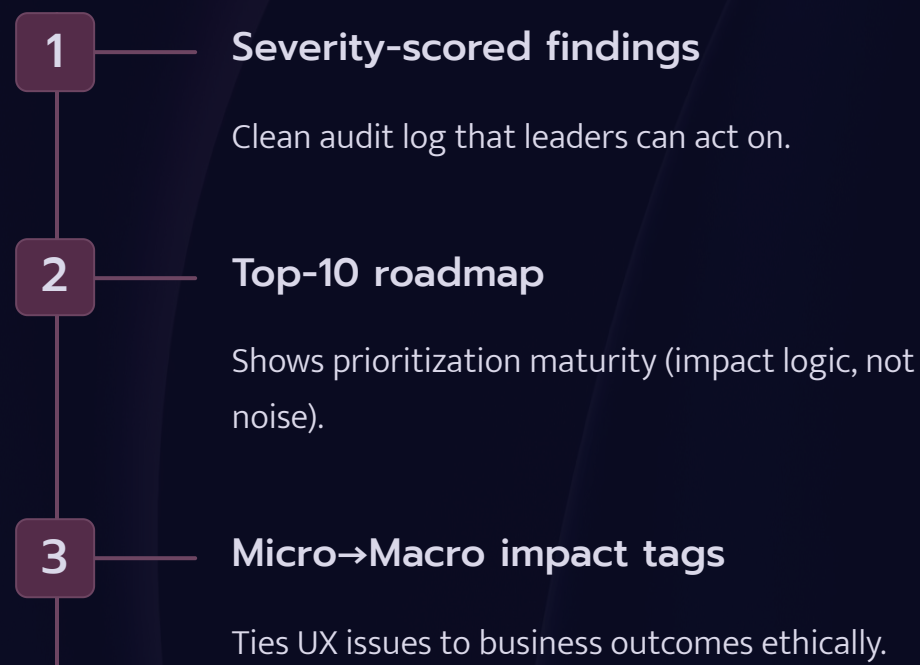 1
Severity-scored findings
Clean audit log that leaders can act on.
2
Top-10 roadmap
Shows prioritization maturity (impact logic, not
noise).
3
Micro→Macro impact tags
Ties UX issues to business outcomes ethically.